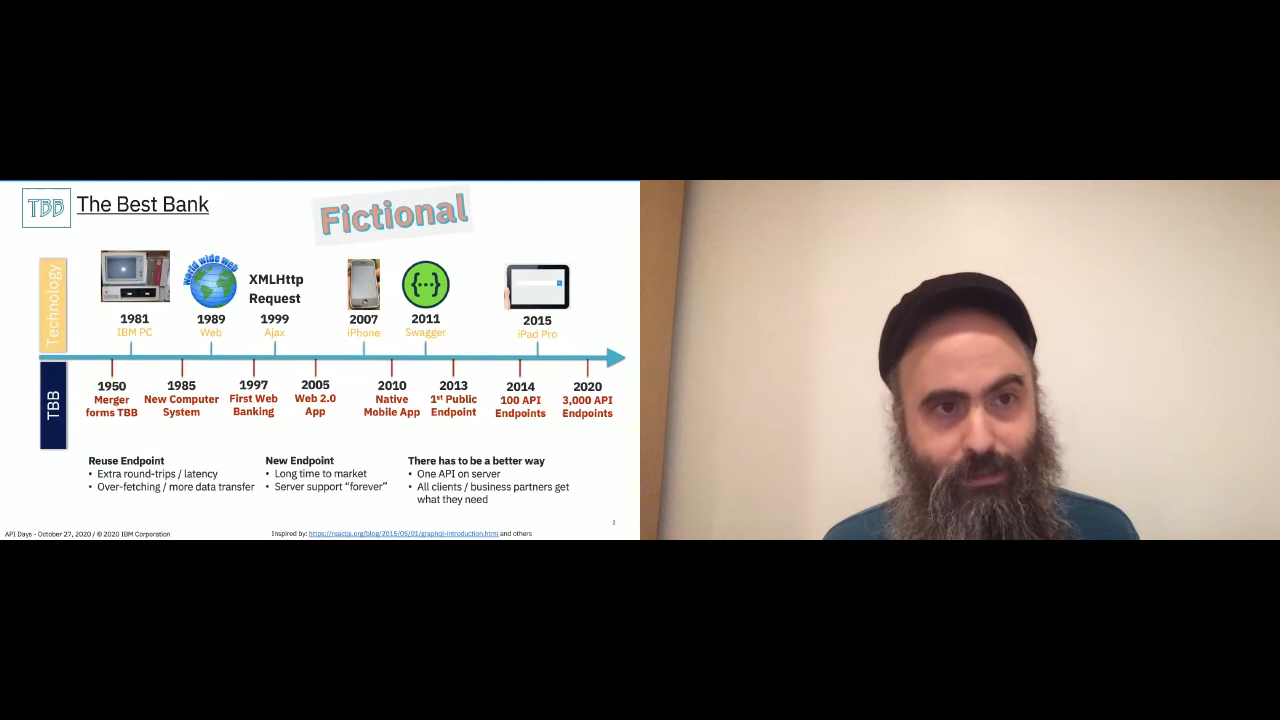 TBB
The Best Bank
Fictional
Technology
world wide web
XMLHttp
Request
1981
IBM PC
1989
Web
1999
Ajax
2007
iPhone
2011
Swagger
2015
iPad Pro
{···}
TBB
1950
Merger
forms TBB
1985
New Computer
System
1997
First Web
Banking
2005
Web 2.0
App
2010
Native
Mobile App
2013
1st Public
Endpoint
2014
100 API
Endpoints
2020
3,000 API
Endpoints
Reuse Endpoint
• Extra round-trips / latency
• Over-fetching / more data transfer
New Endpoint
• Long time to market
• Server support “forever”
There has to be a better way
• One API on server
• All clients / business partners get
what they need
2
API Days - October 27, 2020 / © 2020 IBM Corporation
Inspired by: https://reactjs.org/blog/2015/05/01/graphql-introduction.html and others